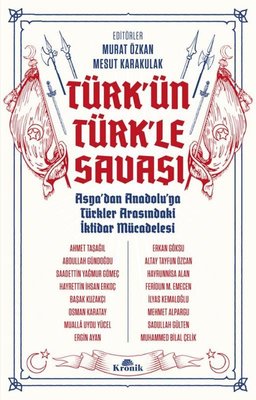 EDİTÖRLER
MURAT ÖZKAN
MESUT KARAKULAK
TÜRK'ÜN
TÜRK'LE
SAVAŞI
Asya'dan Anadolu'ya
Türkler Arasındaki
İktidar Mücadelesi
AHMET TAŞAĞIL
ABDULLAH GÜNDOĞDU
SAADETTİN YAĞMUR GÖMEÇ
HAYRETTİN İHSAN ERKOÇ
BAŞAK KUZAKÇI
OSMAN KARATAY
MUALLÂ UYDU YÜCEL
ERGİN AYAN
ERKAN GÖKSU
ALTAY TAYFUN ÖZCAN
HAYRUNNİSA ALAN
FERİDUN M. EMECEN
İLYAS KEMALOĞLU
MEHMET ALPARGU
SADULLAH GÜLTEN
MUHAMMED BİLAL ÇELİK
Kronik